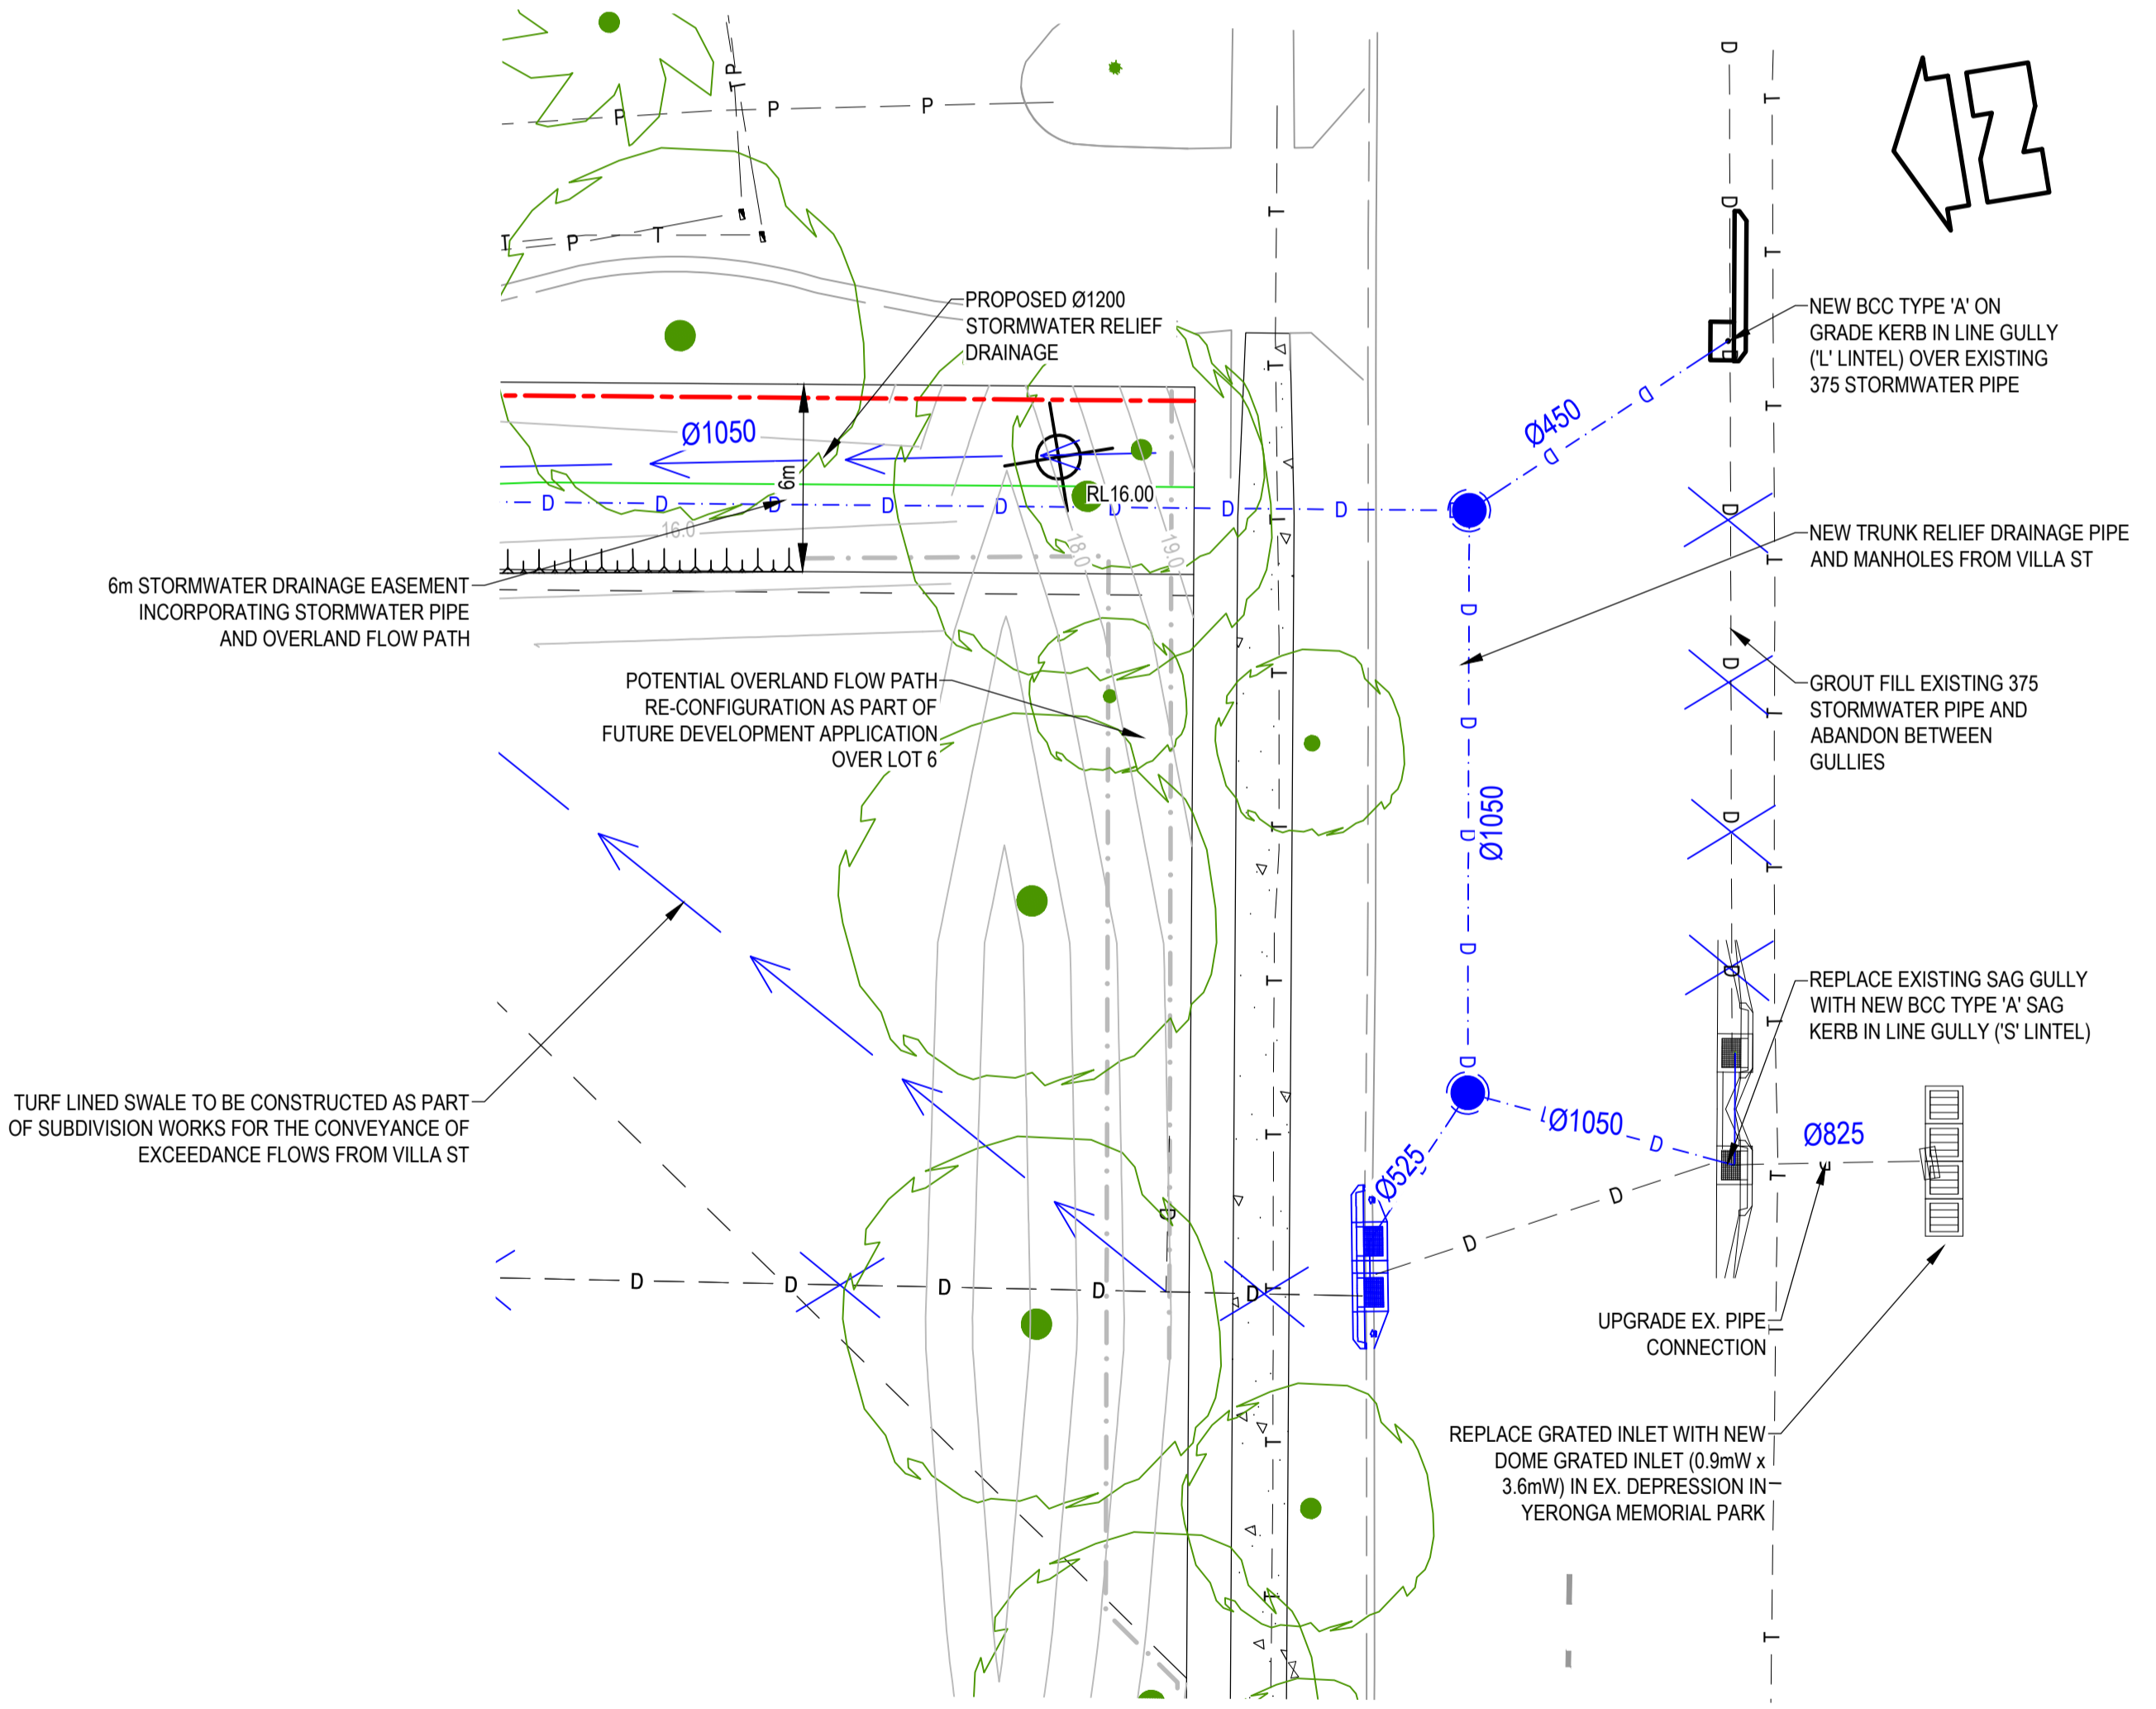 PROPOSED Ø1200
STORMWATER RELIEF
DRAINAGE
NEW BCC TYPE 'A' ON
GRADE KERB IN LINE GULLY
('L' LINTEL) OVER EXISTING
375 STORMWATER PIPE
Ø450
Ø1050
6m
RL16.00
16.0
18.0
19.0
NEW TRUNK RELIEF DRAINAGE PIPE
AND MANHOLES FROM VILLA ST
6m STORMWATER DRAINAGE EASEMENT
INCORPORATING STORMWATER PIPE
AND OVERLAND FLOW PATH
POTENTIAL OVERLAND FLOW PATH
RE-CONFIGURATION AS PART OF
FUTURE DEVELOPMENT APPLICATION
OVER LOT 6
GROUT FILL EXISTING 375
STORMWATER PIPE AND
ABANDON BETWEEN
GULLIES
Ø1050
REPLACE EXISTING SAG GULLY
WITH NEW BCC TYPE 'A' SAG
KERB IN LINE GULLY ('S' LINTEL)
TURF LINED SWALE TO BE CONSTRUCTED AS PART
OF SUBDIVISION WORKS FOR THE CONVEYANCE OF
EXCEEDANCE FLOWS FROM VILLA ST
Ø1050
Ø825
Ø525
UPGRADE EX. PIPE
CONNECTION
REPLACE GRATED INLET WITH NEW
DOME GRATED INLET (0.9mW x
3.6mW) IN EX. DEPRESSION IN
YERONGA MEMORIAL PARK
P P P
T P
T P T
D D D D D D D D
D D D D
T T T T
N